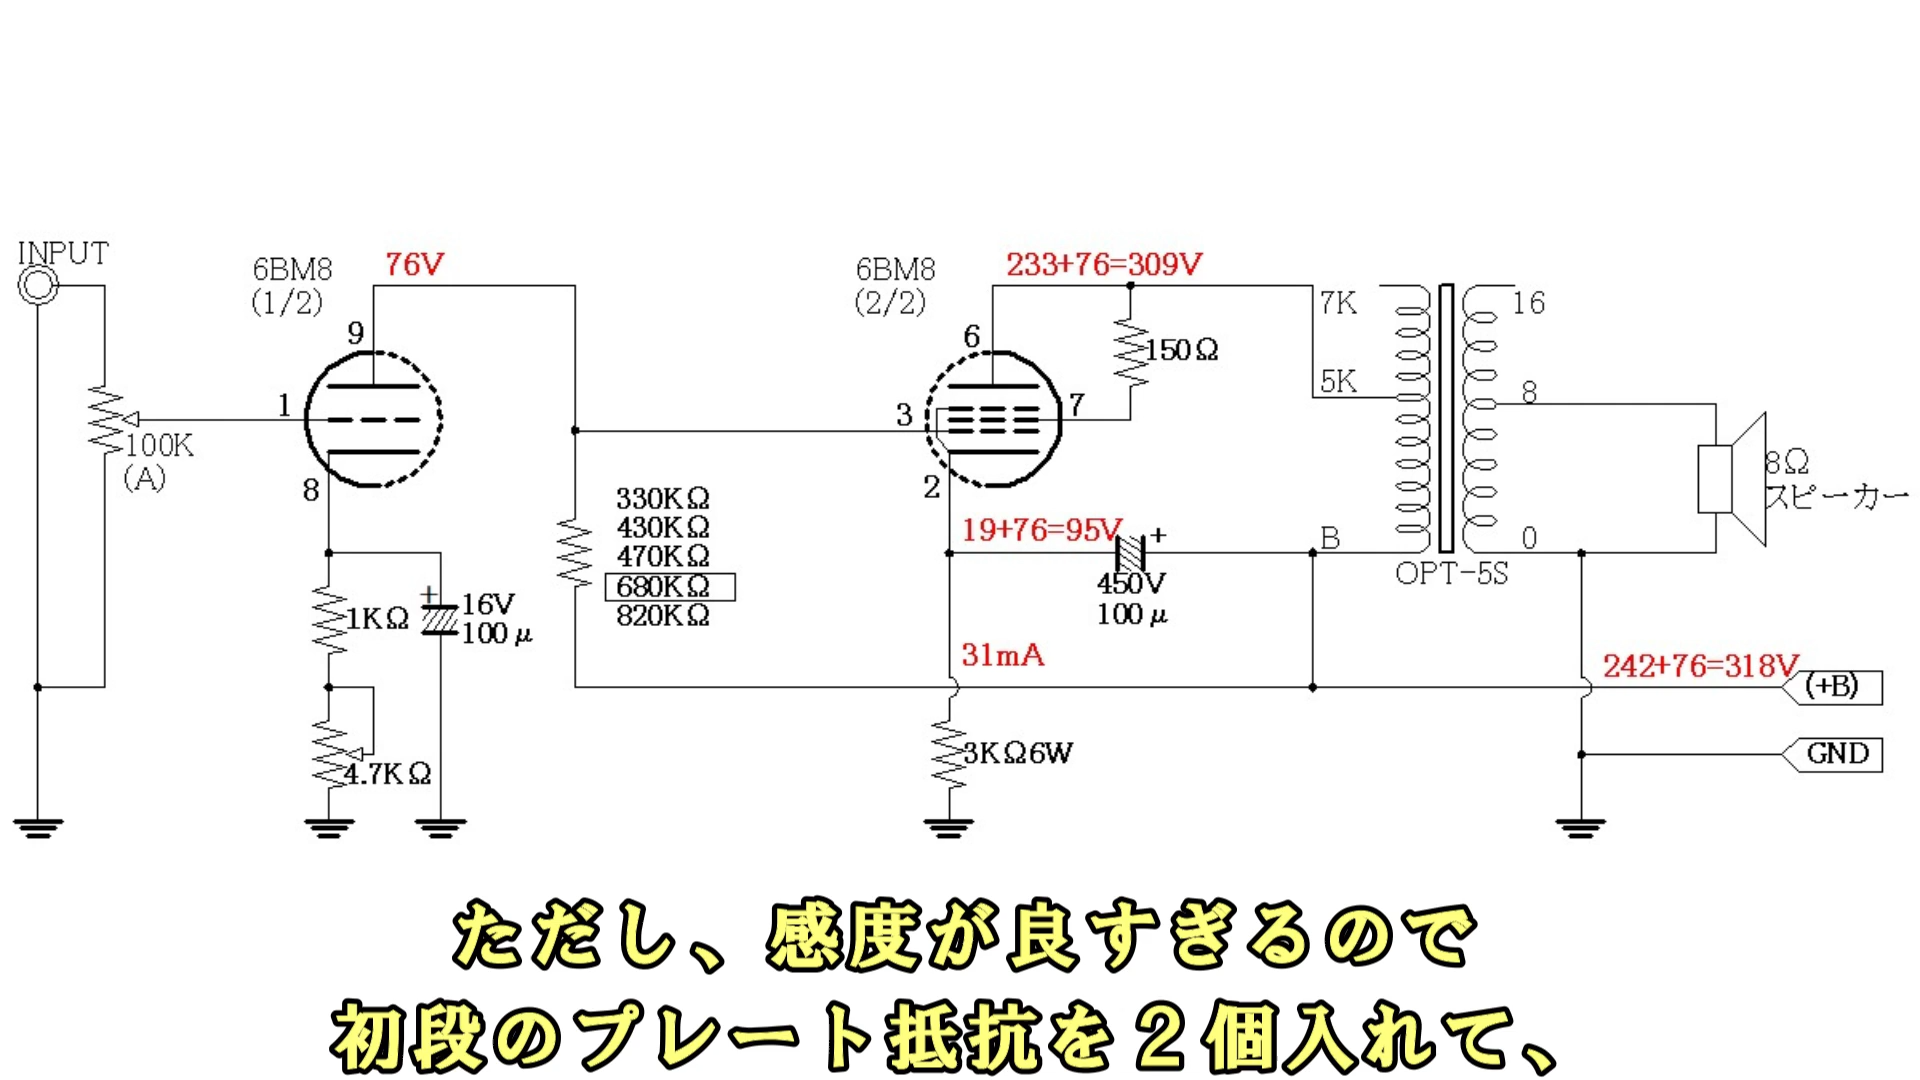 INPUT
100K
(A)
6BM8
(1/2)
76V
9
1
8
1KΩ
+
16V
100μ
4.7KΩ
330KΩ
430KΩ
470KΩ
680KΩ
820KΩ
6BM8
(2/2)
233+76=309V
6
3
7
2
150Ω
19+76=95V
+
450V
100μ
31mA
3KΩ6W
7K
5K
B
OPT-5S
16
8
0
8Ω
スピーカー
242+76=318V
(+B)
GND
ただし、感度が良すぎるので
初段のプレート抵抗を２個入れて、